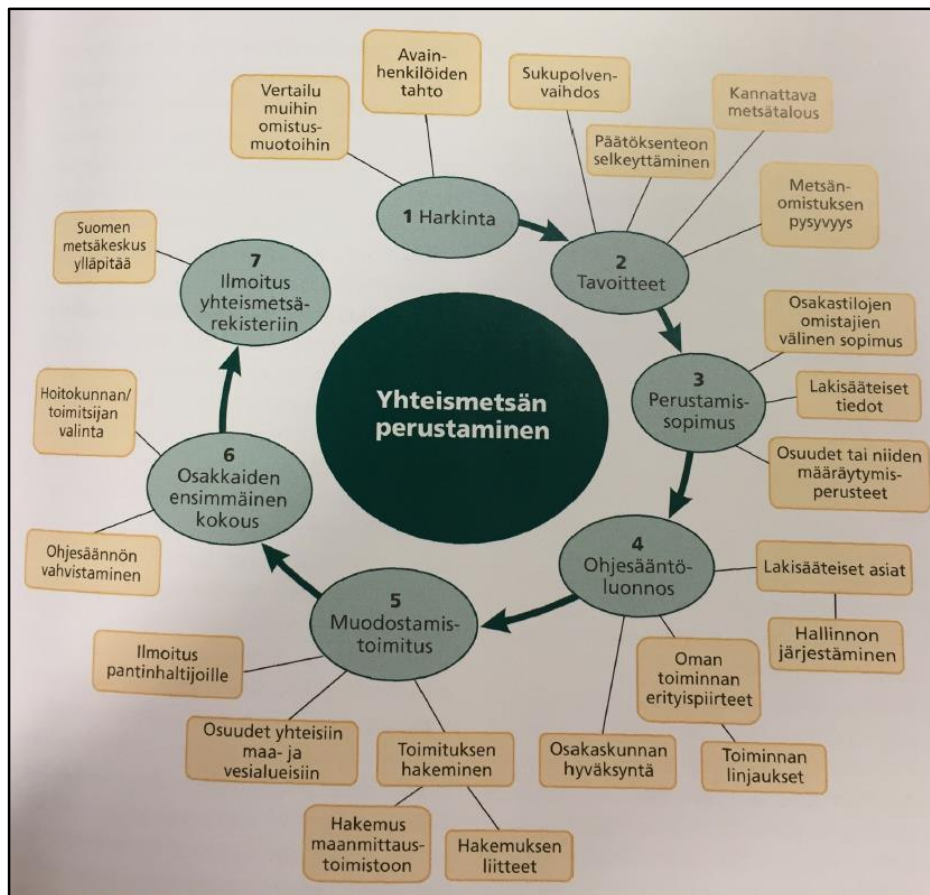 Yhteismetsän
perustaminen
1 Harkinta
Vertailu
muihin
omistus-
muotoihin
Avain-
henkilöiden
tahto
2
Tavoitteet
Sukupolven-
vaihdos
Päätöksenteon
selkeyttäminen
Kannattava
metsätalous
Metsän-
omistuksen
pysyvyys
3
Perustamis-
sopimus
Osakastilojen
omistajien
välinen sopimus
Lakisääteiset
tiedot
Osuudet tai niiden
määräytymis-
perusteet
4
Ohjesääntö-
luonnos
Lakisääteiset asiat
Hallinnon
järjestäminen
Oman
toiminnan
erityispiirteet
Toiminnan
linjaukset
Osakaskunnan
hyväksyntä
5
Muodostamis-
toimitus
Ilmoitus
pantinhaltijoille
Osuudet yhteisiin
maa- ja
vesialueisiin
Toimituksen
hakeminen
Hakemus
maanmittaus-
toimistoon
Hakemuksen
liitteet
6
Osakkaiden
ensimmäinen
kokous
Hoitokunnan/
toimitsijan
valinta
Ohjesäännön
vahvistaminen
7
Ilmoitus
yhteismetsä-
rekisteriin
Suomen
metsäkeskus
ylläpitää